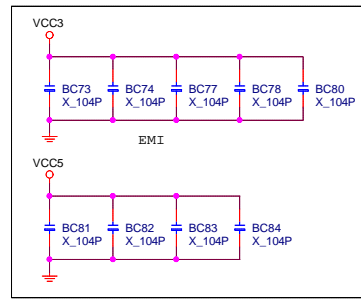 VCC3
BC73 BC74 BC77 BC78 BC80
X_104P X_104P X_104P X_104P X_104P
EMI
VCC5
BC81 BC82 BC83 BC84
X_104P X_104P X_104P X_104P